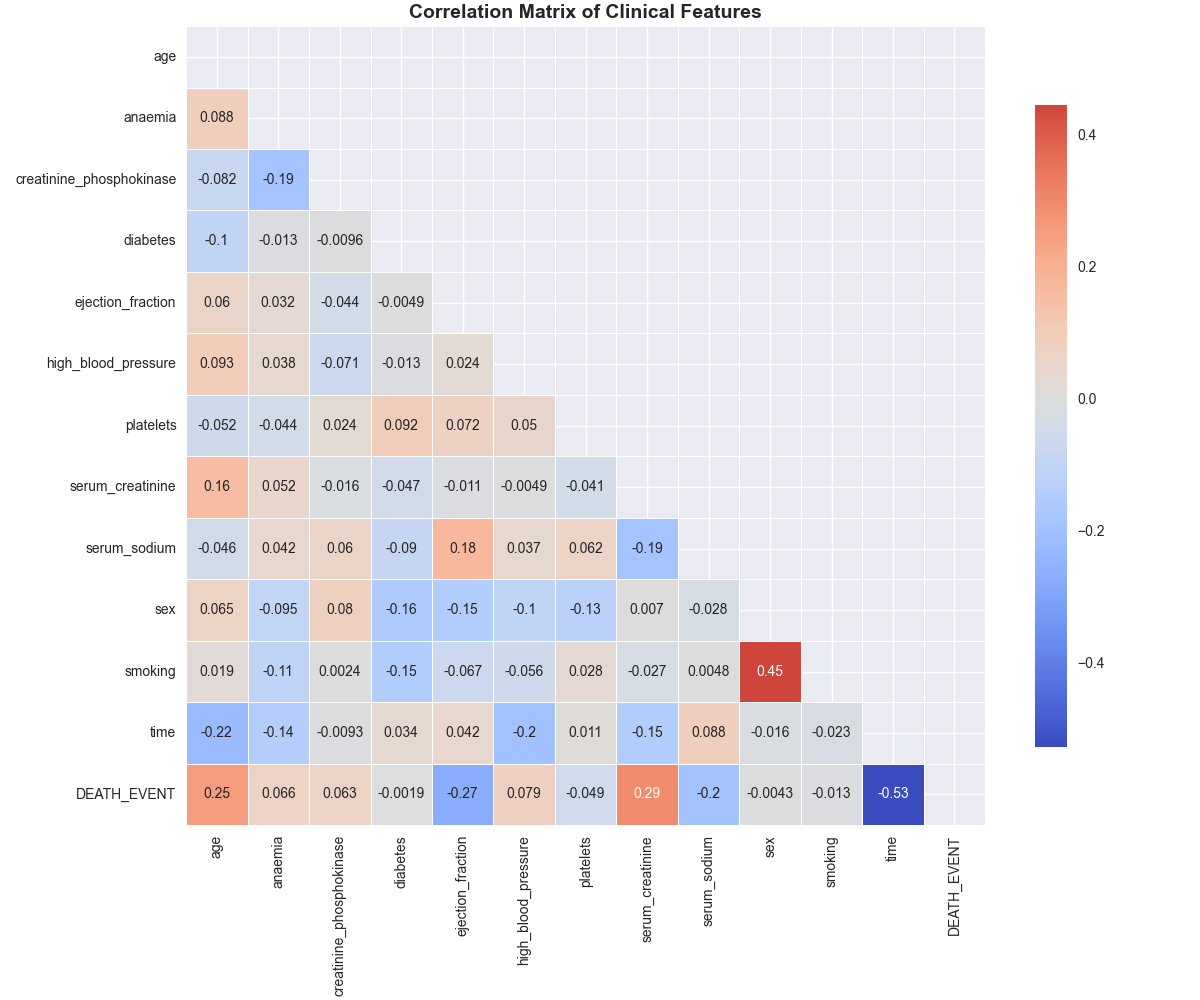 Correlation Matrix of Clinical Features
age
anaemia 0.088
creatinine_phosphokinase -0.082 -0.19
diabetes -0.1 -0.013 -0.0096
ejection_fraction 0.06 0.032 -0.044 -0.0049
high_blood_pressure 0.093 0.038 -0.071 -0.013 0.024
platelets -0.052 -0.044 0.024 0.092 0.072 0.05
serum_creatinine 0.16 0.052 -0.016 -0.047 -0.011 -0.0049 -0.041
serum_sodium -0.046 0.042 0.06 -0.09 0.18 0.037 0.062 -0.19
sex 0.065 -0.095 0.08 -0.16 -0.15 -0.1 -0.13 0.007 -0.028
smoking 0.019 -0.11 0.0024 -0.15 -0.067 -0.056 0.028 -0.027 0.0048 0.45
time -0.22 -0.14 -0.0093 0.034 0.042 -0.2 0.011 -0.15 0.088 -0.016 -0.023
DEATH_EVENT 0.25 0.066 0.063 -0.0019 -0.27 0.079 -0.049 0.29 -0.2 -0.0043 -0.013 -0.53
age
anaemia
creatinine_phosphokinase
diabetes
ejection_fraction
high_blood_pressure
platelets
serum_creatinine
serum_sodium
sex
smoking
time
DEATH_EVENT
0.4
0.2
0.0
−0.2
−0.4